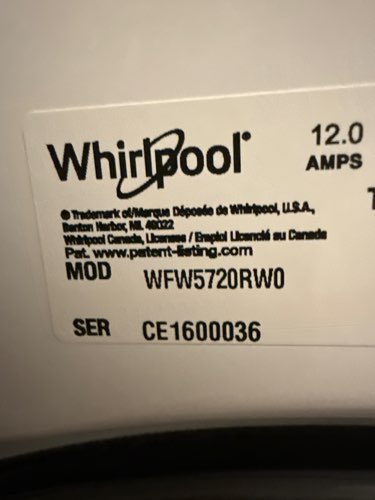 Whirlpool®
12.0
AMPS
® Trademark of/Marque Déposée de Whirlpool, U.S.A.,
Benton Harbor, MI. 49022
Whirlpool Canada, Licensee / Emploi Licencié au Canada
Pat. www.patent-listing.com
MOD WFW5720RW0
SER CE1600036